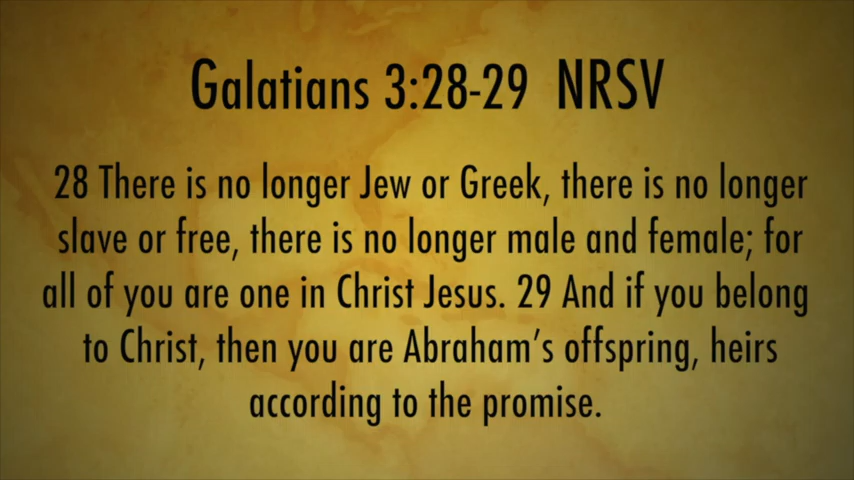 Galatians 3:28-29  NRSV
28 There is no longer Jew or Greek, there is no longer
slave or free, there is no longer male and female; for
all of you are one in Christ Jesus. 29 And if you belong
to Christ, then you are Abraham’s offspring, heirs
according to the promise.